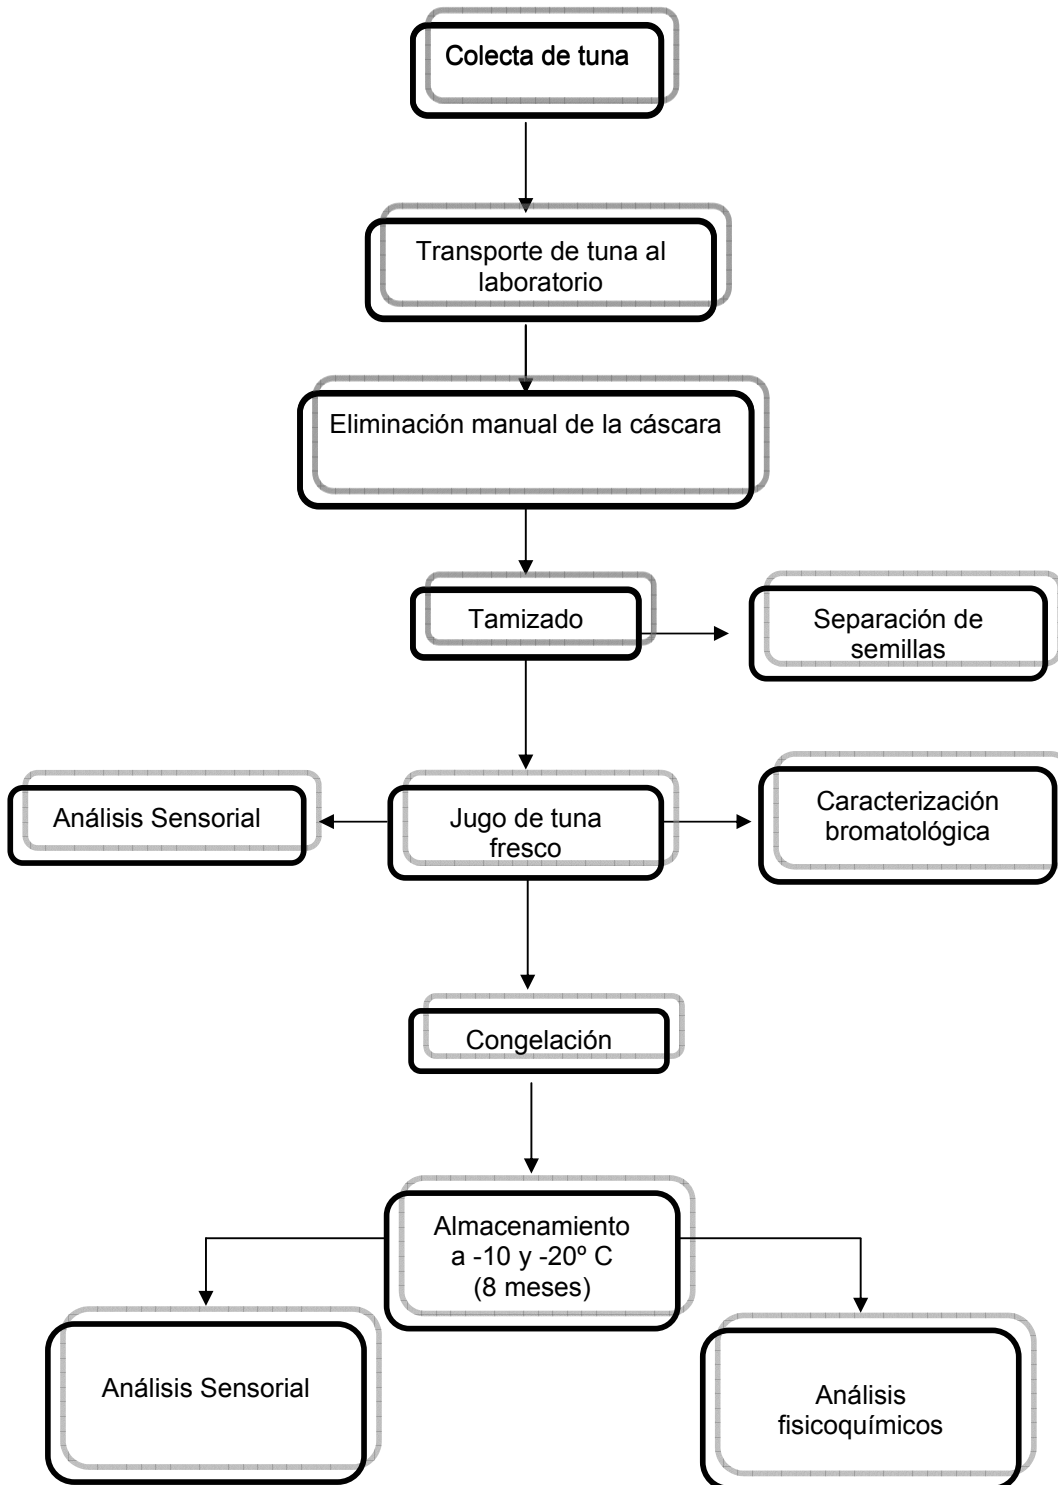 Colecta de tuna
Transporte de tuna al
laboratorio
Eliminación manual de la cáscara
Tamizado
Separación de
semillas
Análisis Sensorial
Jugo de tuna
fresco
Caracterización
bromatológica
Congelación
Almacenamiento
a -10 y -20º C
(8 meses)
Análisis Sensorial
Análisis
fisicoquímicos